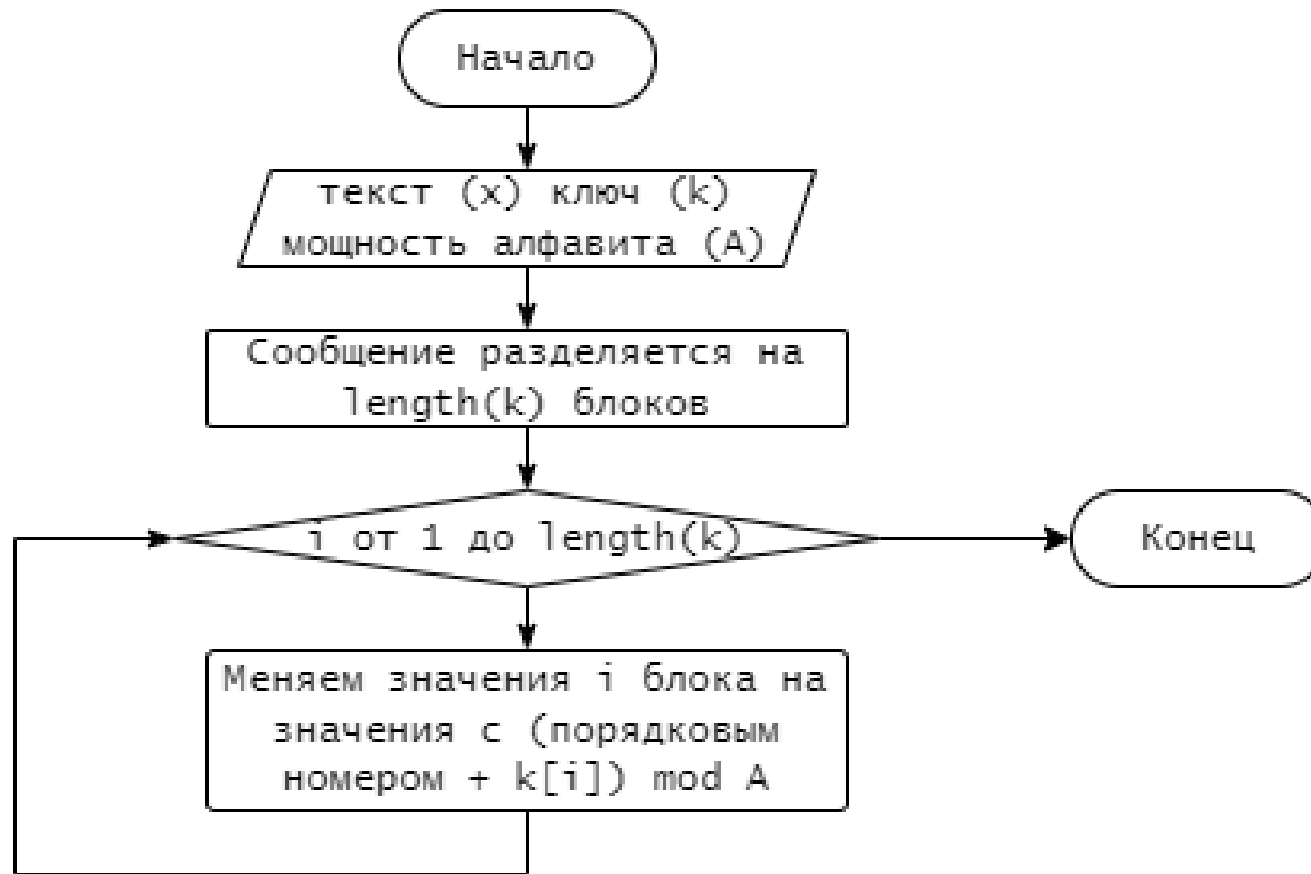 Начало
текст (x) ключ (k)
мощность алфавита (A)
Сообщение разделяется на
length(k) блоков
i от 1 до length(k)
Конец
Меняем значения i блока на
значения с (порядковым
номером + k[i]) mod A